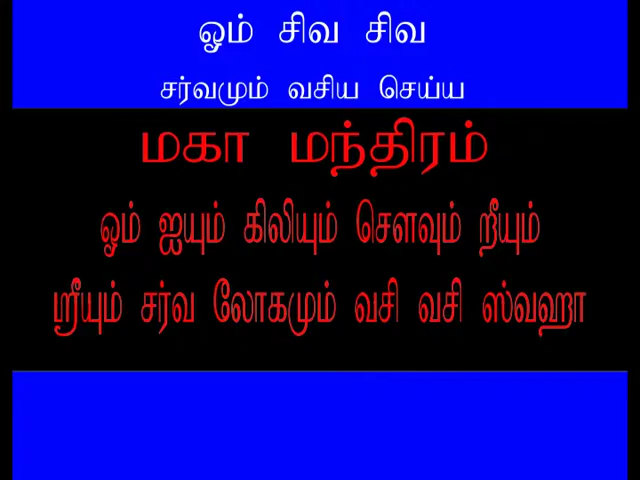 ஓம் சிவ சிவ
சர்வமும் வசிய செய்ய
மகா மந்திரம்
ஓம் ஐயும் கிலியும் சௌவும் றீயும்
ஸ்ரீயும் சர்வ லோகமும் வசி வசி ஸ்வஹா